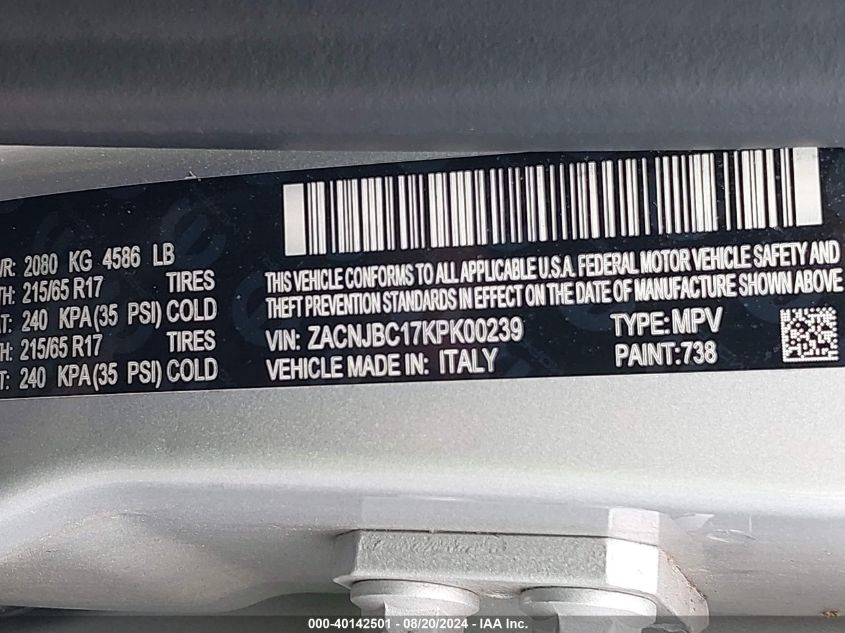 VR: 2080 KG 4586 LB
TH: 215/65 R17 TIRES
AT: 240 KPA(35 PSI) COLD
TH: 215/65 R17 TIRES
AT: 240 KPA(35 PSI) COLD
THIS VEHICLE CONFORMS TO ALL APPLICABLE U.S.A. FEDERAL MOTOR VEHICLE SAFETY AND
THEFT PREVENTION STANDARDS IN EFFECT ON THE DATE OF MANUFACTURE SHOWN ABOVE
VIN: ZACNJBC17KPK00239 TYPE: MPV
VEHICLE MADE IN: ITALY PAINT: 738
000-40142501 - 08/20/2024 - IAA Inc.